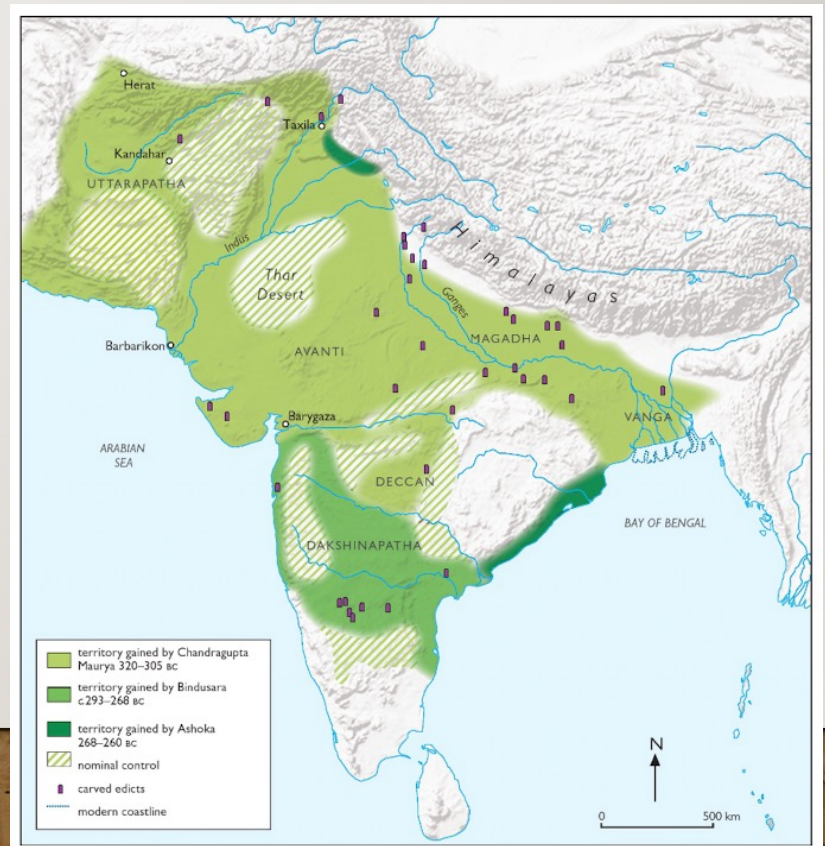 Herat
Taxila
Kandahar
UTTARAPATHA
Indus
Himalayas
Thar
Desert
Ganges
MAGADHA
Barbarikon
AVANTI
Barygaza
VANGA
ARABIAN
SEA
DECCAN
BAY OF BENGAL
DAKSHINAPATHA
territory gained by Chandragupta
Maurya 320–305 BC
territory gained by Bindusara
c.293–268 BC
territory gained by Ashoka
268–260 BC
nominal control
carved edicts
modern coastline
N
0 500 km